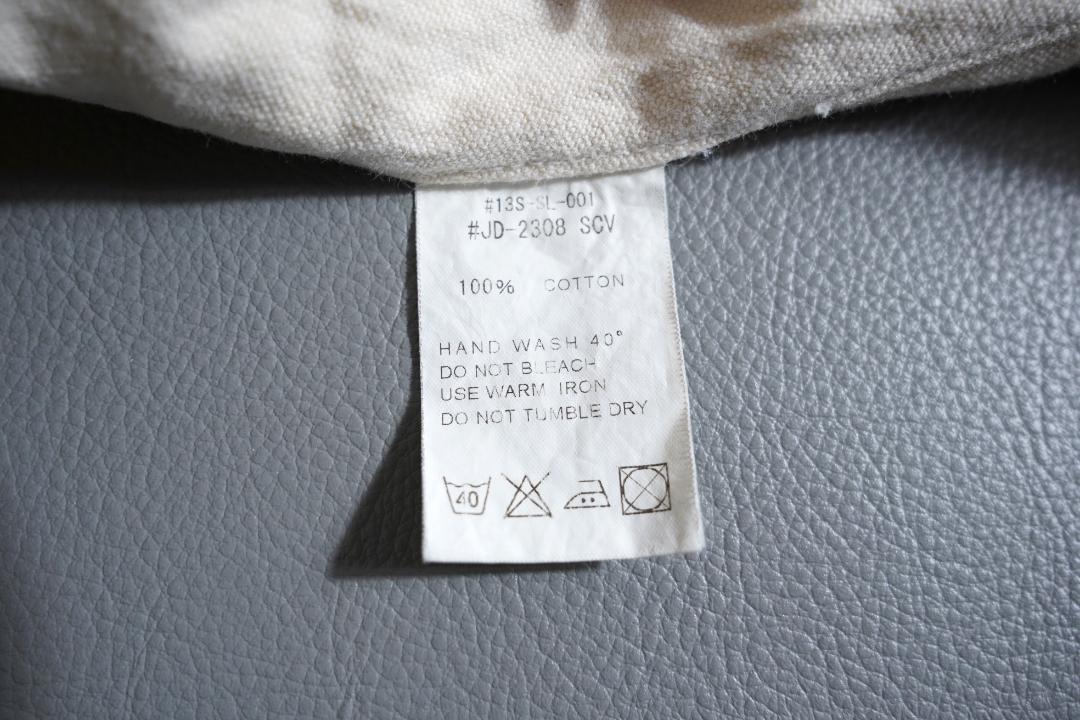 #13S-SL-001
#JD-2308 SCV
100% COTTON
HAND WASH 40°
DO NOT BLEACH
USE WARM IRON
DO NOT TUMBLE DRY
40